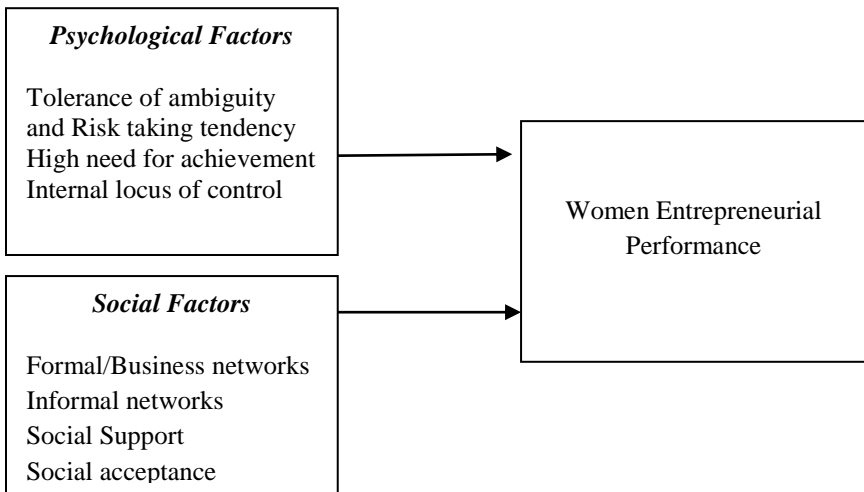 Psychological Factors
Tolerance of ambiguity
and Risk taking tendency
High need for achievement
Internal locus of control
Social Factors
Formal/Business networks
Informal networks
Social Support
Social acceptance
Women Entrepreneurial
Performance